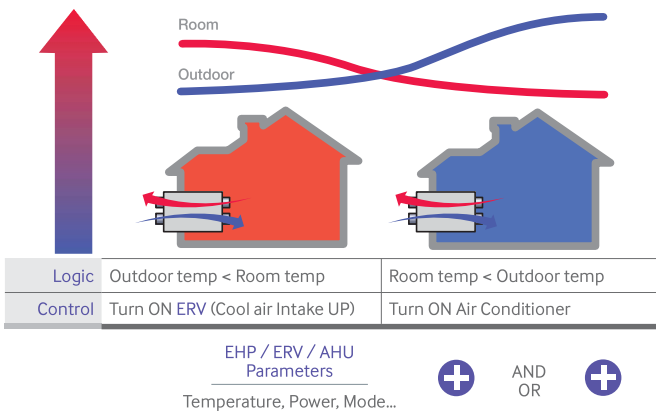 Room
Outdoor
Logic Outdoor temp < Room temp Room temp < Outdoor temp
Control Turn ON ERV (Cool air Intake UP) Turn ON Air Conditioner
EHP / ERV / AHU
Parameters
Temperature, Power, Mode...
AND
OR